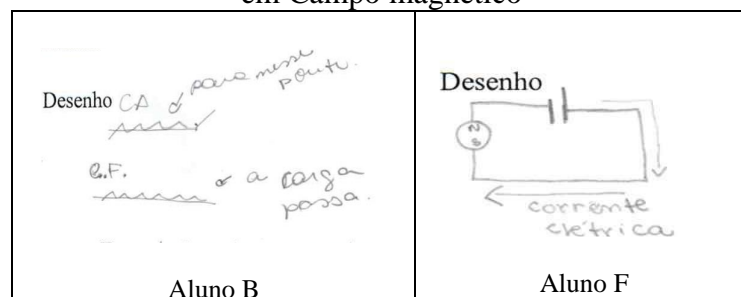 em Campo magnético
Desenho CA
para nesse
ponto.
C.F.
a carga
passa.
Aluno B
Desenho
N
S
corrente
elétrica
Aluno F